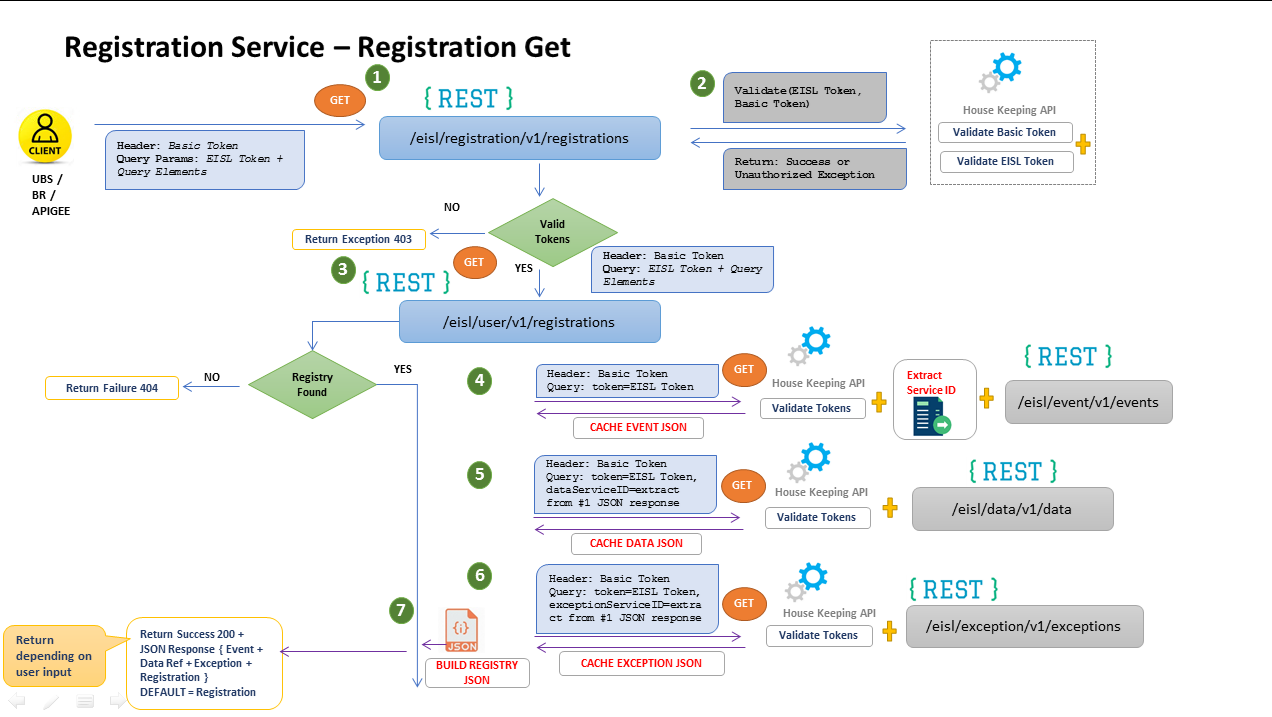 Registration Service – Registration Get
1
GET
{ REST }
2
Validate(EISL Token,
Basic Token)
House Keeping API
Validate Basic Token
Validate EISL Token
CLIENT
UBS /
BR /
APIGEE
Header: Basic Token
Query Params: EISL Token +
Query Elements
/eisl/registration/v1/registrations
Return: Success or
Unauthorized Exception
NO
Valid
Tokens
Return Exception 403
YES
3
{ REST }
GET
Header: Basic Token
Query: EISL Token + Query
Elements
/eisl/user/v1/registrations
Registry
Found
NO
YES
Return Failure 404
4
Header: Basic Token
Query: token=EISL Token
GET
House Keeping API
Validate Tokens
Extract
Service ID
{ REST }
/eisl/event/v1/events
CACHE EVENT JSON
5
Header: Basic Token
Query: token=EISL Token,
dataServiceID=extract
from #1 JSON response
GET
House Keeping API
Validate Tokens
{ REST }
/eisl/data/v1/data
CACHE DATA JSON
6
Header: Basic Token
Query: token=EISL Token,
exceptionServiceID=extra
ct from #1 JSON response
GET
House Keeping API
Validate Tokens
{ REST }
/eisl/exception/v1/exceptions
CACHE EXCEPTION JSON
7
{i}
JSON
BUILD REGISTRY
JSON
Return
depending on
user input
Return Success 200 +
JSON Response { Event +
Data Ref + Exception +
Registration }
DEFAULT = Registration